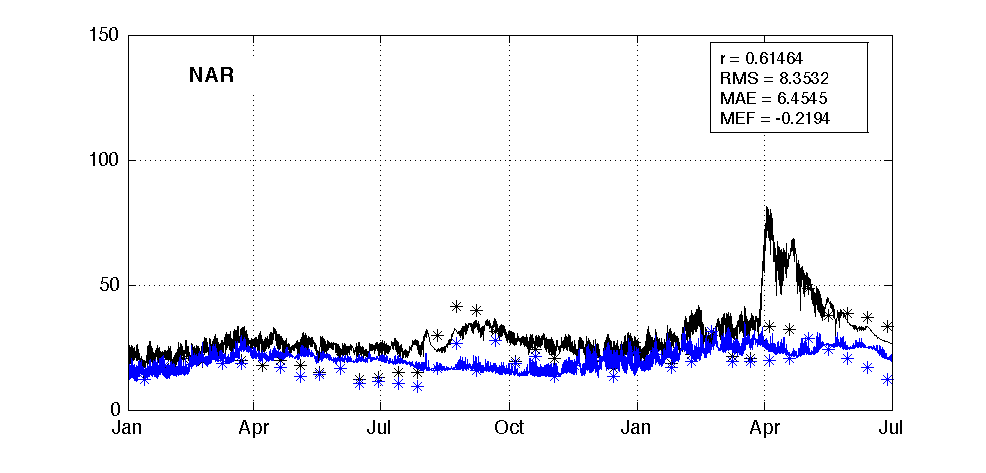 150
NAR
r = 0.61464
RMS = 8.3532
MAE = 6.4545
MEF = -0.2194
100
50
0
Jan Apr Jul Oct Jan Apr Jul